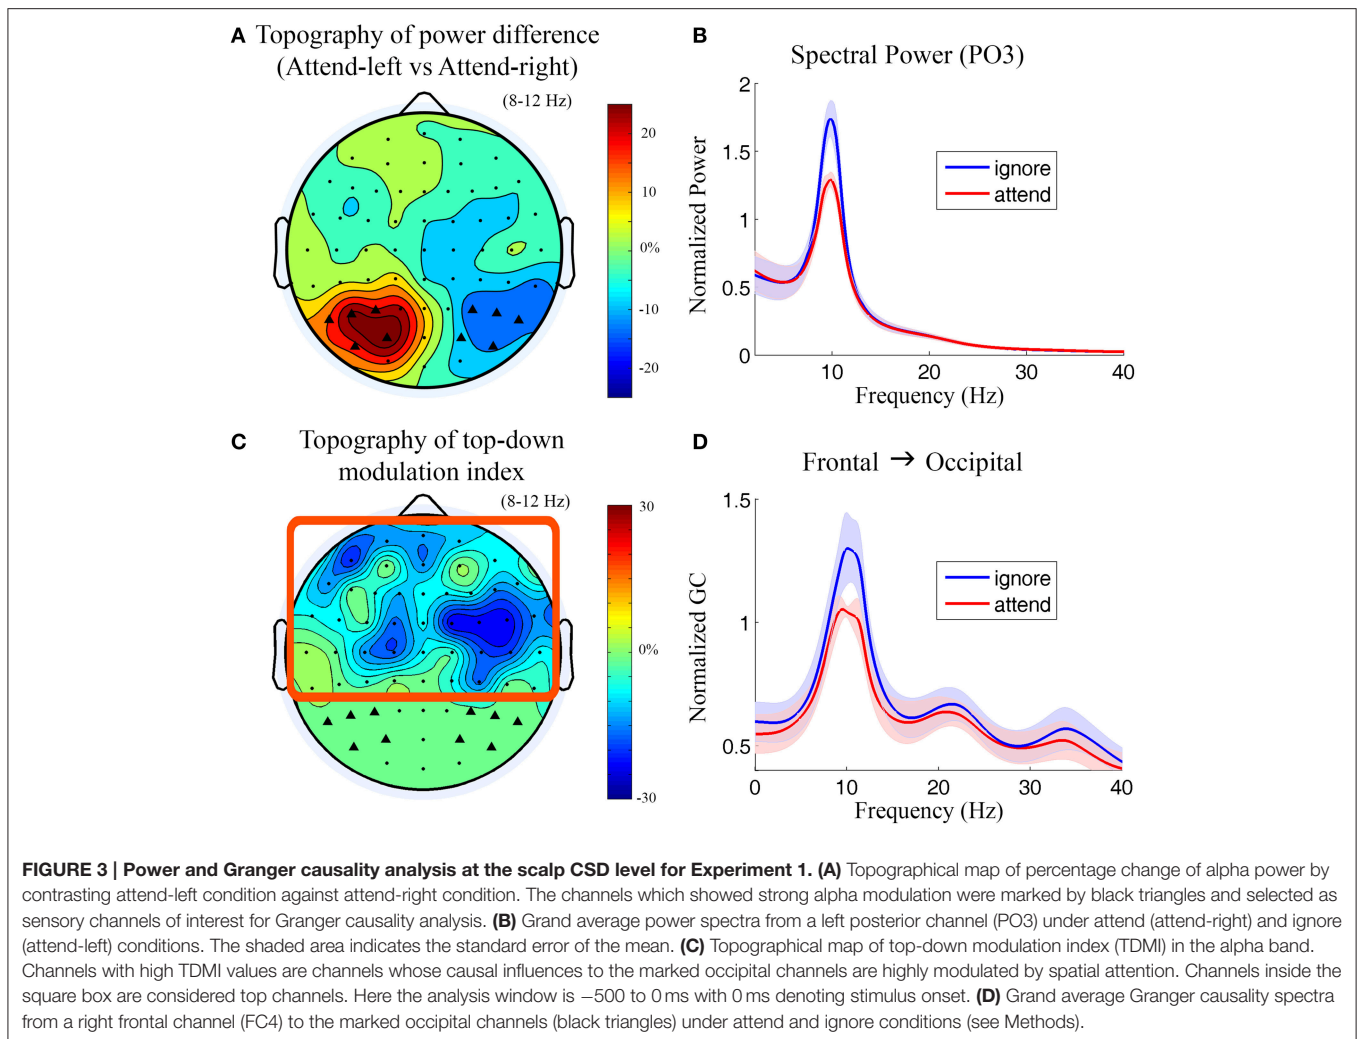 A Topography of power difference
(Attend-left vs Attend-right)
(8-12 Hz)
20
10
0%
-10
-20
B
Spectral Power (PO3)
2
1.5
1
0.5
0
Normalized Power
ignore
attend
10 20 30 40
Frequency (Hz)
C Topography of top-down
modulation index
(8-12 Hz)
30
0%
-30
D
Frontal → Occipital
1.5
1
0.5
Normalized GC
ignore
attend
0 10 20 30 40
Frequency (Hz)
FIGURE 3 | Power and Granger causality analysis at the scalp CSD level for Experiment 1. (A) Topographical map of percentage change of alpha power by
contrasting attend-left condition against attend-right condition. The channels which showed strong alpha modulation were marked by black triangles and selected as
sensory channels of interest for Granger causality analysis. (B) Grand average power spectra from a left posterior channel (PO3) under attend (attend-right) and ignore
(attend-left) conditions. The shaded area indicates the standard error of the mean. (C) Topographical map of top-down modulation index (TDMI) in the alpha band.
Channels with high TDMI values are channels whose causal influences to the marked occipital channels are highly modulated by spatial attention. Channels inside the
square box are considered top channels. Here the analysis window is −500 to 0 ms with 0 ms denoting stimulus onset. (D) Grand average Granger causality spectra
from a right frontal channel (FC4) to the marked occipital channels (black triangles) under attend and ignore conditions (see Methods).